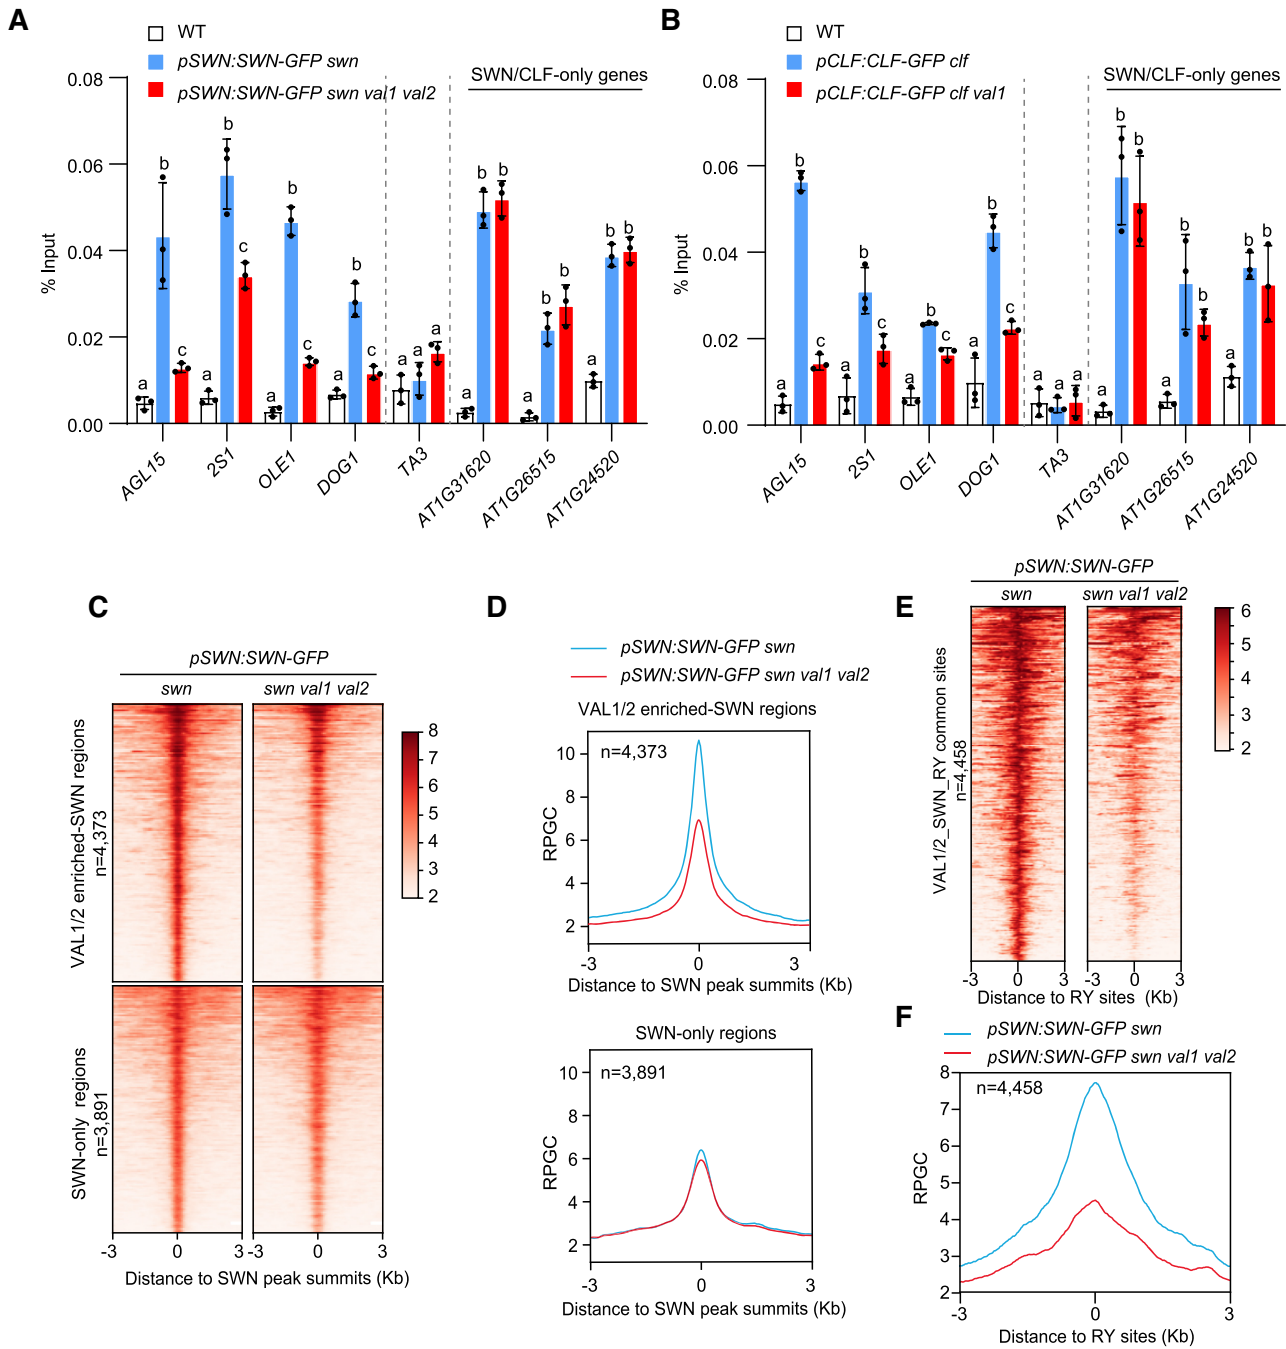 A
WT
pSWN:SWN-GFP swn
pSWN:SWN-GFP swn val1 val2
SWN/CLF-only genes
% Input
0.08
0.06
0.04
0.02
0.00
a b c
a b c
a b c
a b c
a a a
a b b
a b b
a b b
AGL15
2S1
OLE1
DOG1
TA3
AT1G31620
AT1G26515
AT1G24520
B
WT
pCLF:CLF-GFP clf
pCLF:CLF-GFP clf val1
SWN/CLF-only genes
% Input
0.08
0.06
0.04
0.02
0.00
a b c
a b c
a b c
a b c
a a a
a b b
a b b
a b b
AGL15
2S1
OLE1
DOG1
TA3
AT1G31620
AT1G26515
AT1G24520
C
pSWN:SWN-GFP
swn
swn val1 val2
VAL1/2 enriched-SWN regions
n=4,373
SWN-only regions
n=3,891
8
7
6
5
4
3
2
-3 0 3 -3 0 3
Distance to SWN peak summits (Kb)
D
pSWN:SWN-GFP swn
pSWN:SWN-GFP swn val1 val2
VAL1/2 enriched-SWN regions
n=4,373
RPGC
10
8
6
4
2
-3 0 3
Distance to SWN peak summits (Kb)
SWN-only regions
n=3,891
RPGC
10
8
6
4
2
-3 0 3
Distance to SWN peak summits (Kb)
E
pSWN:SWN-GFP
swn
swn val1 val2
VAL1/2_SWN_RY common sites
n=4,458
6
5
4
3
2
-3 0 3 -3 0 3
Distance to RY sites (Kb)
F
pSWN:SWN-GFP swn
pSWN:SWN-GFP swn val1 val2
n=4,458
RPGC
8
7
6
5
4
3
2
-3 0 3
Distance to RY sites (Kb)